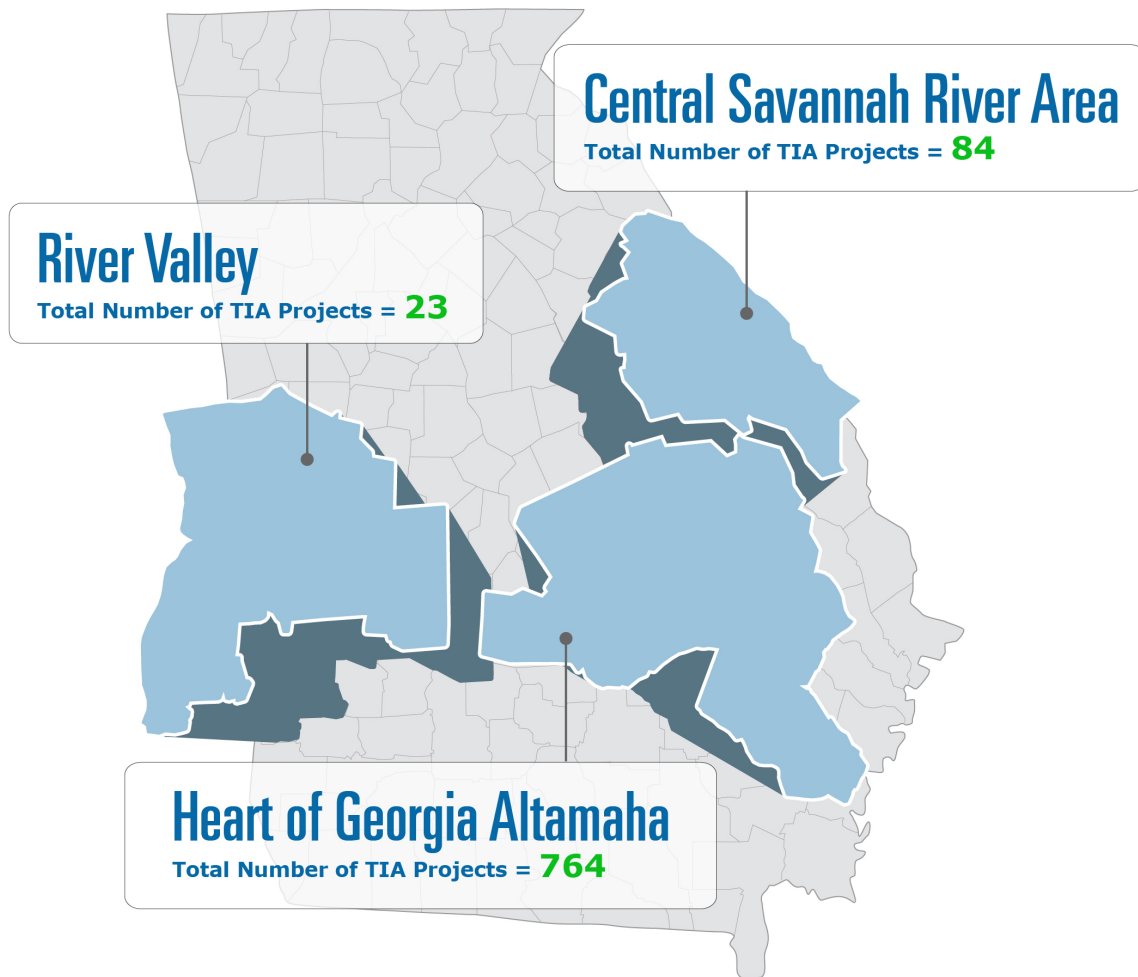 Central Savannah River Area
Total Number of TIA Projects = 84
River Valley
Total Number of TIA Projects = 23
Heart of Georgia Altamaha
Total Number of TIA Projects = 764